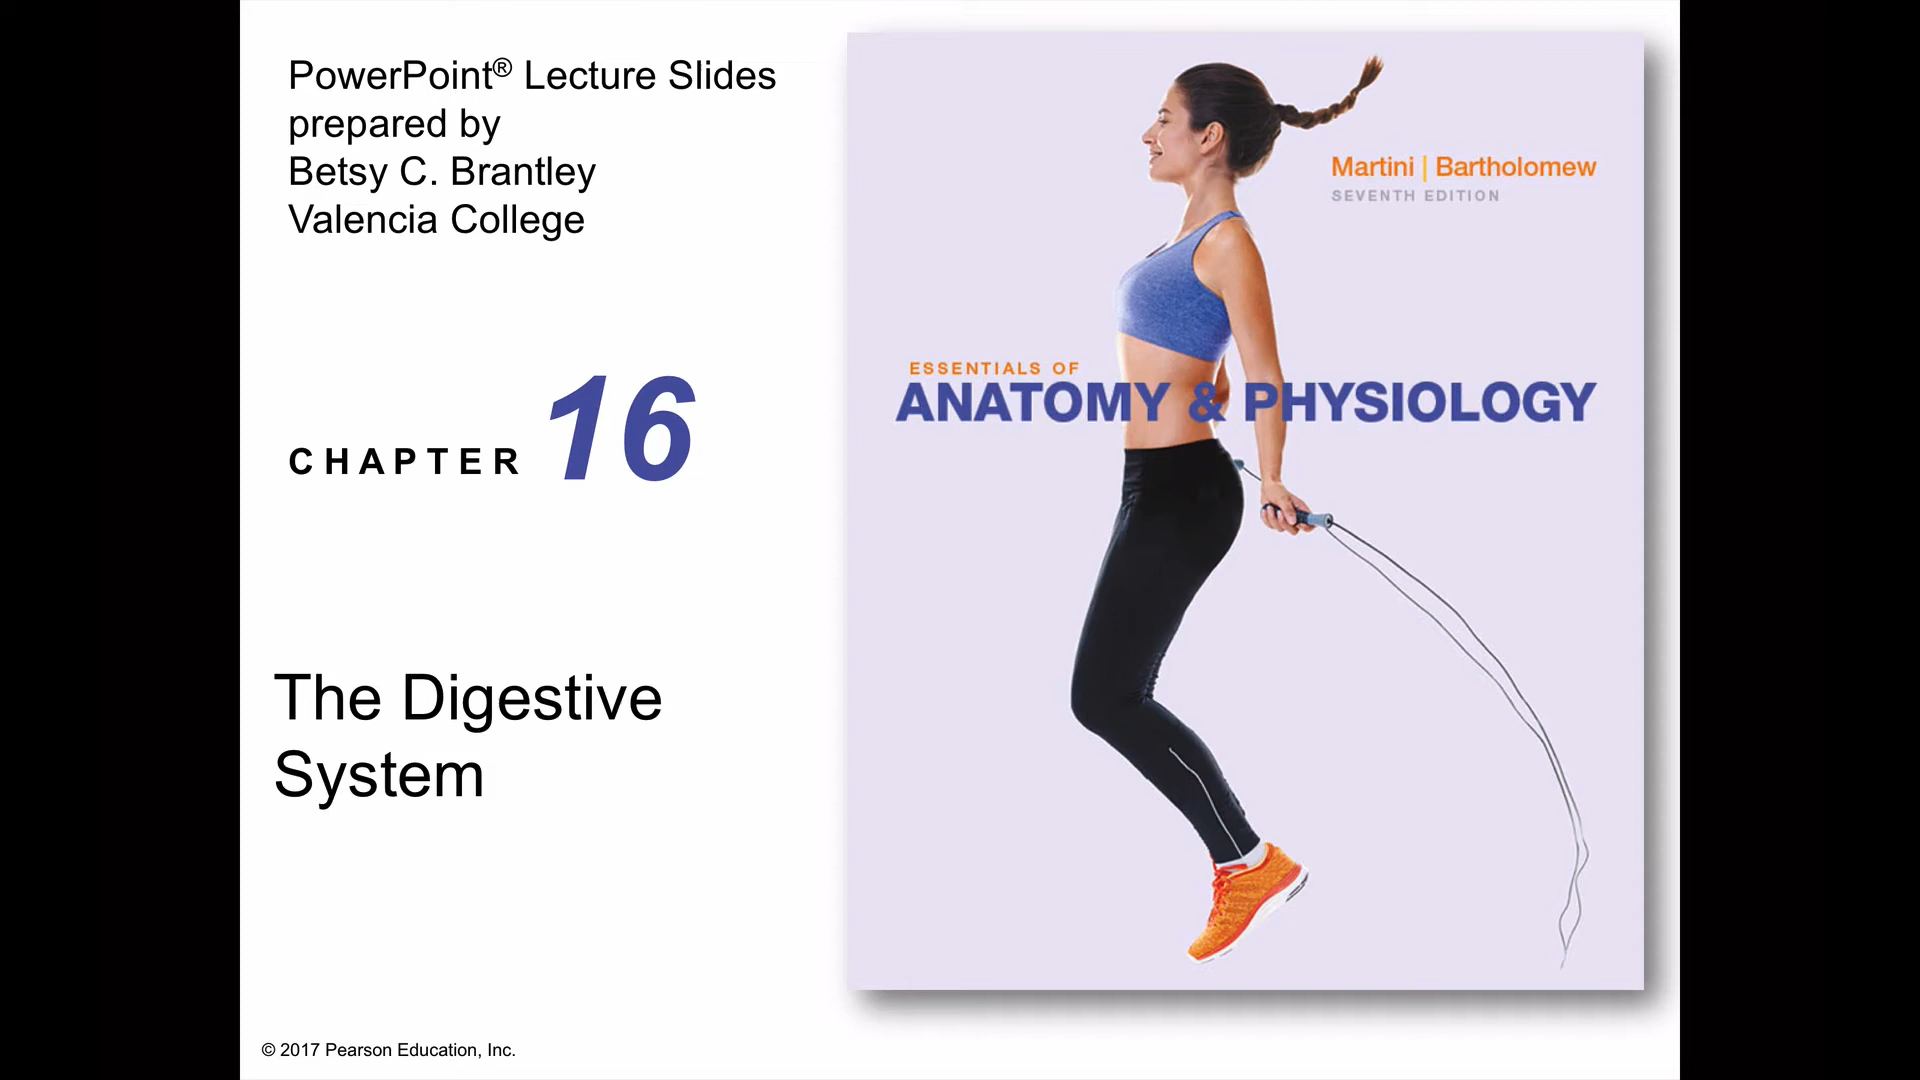 PowerPoint® Lecture Slides
prepared by
Betsy C. Brantley
Valencia College
CHAPTER 16
The Digestive
System
© 2017 Pearson Education, Inc.
Martini | Bartholomew
SEVENTH EDITION
ESSENTIALS OF
ANATOMY & PHYSIOLOGY